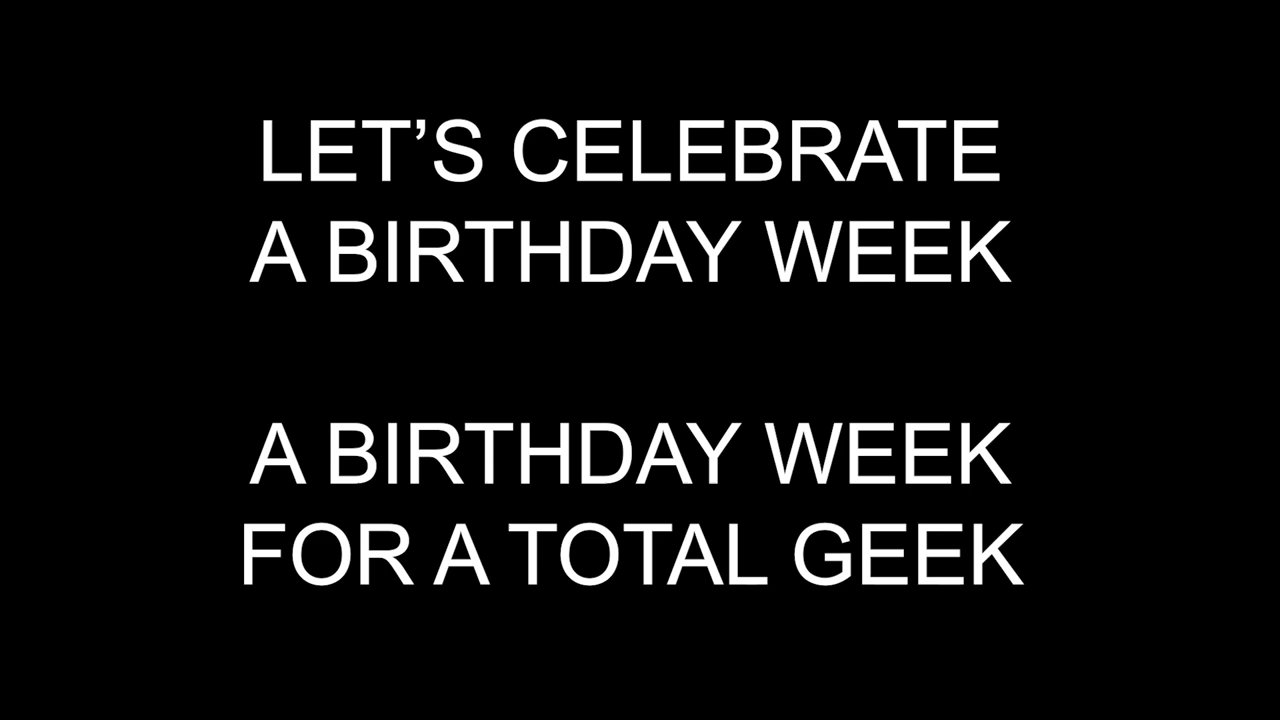 LET’S CELEBRATE
A BIRTHDAY WEEK
A BIRTHDAY WEEK
FOR A TOTAL GEEK